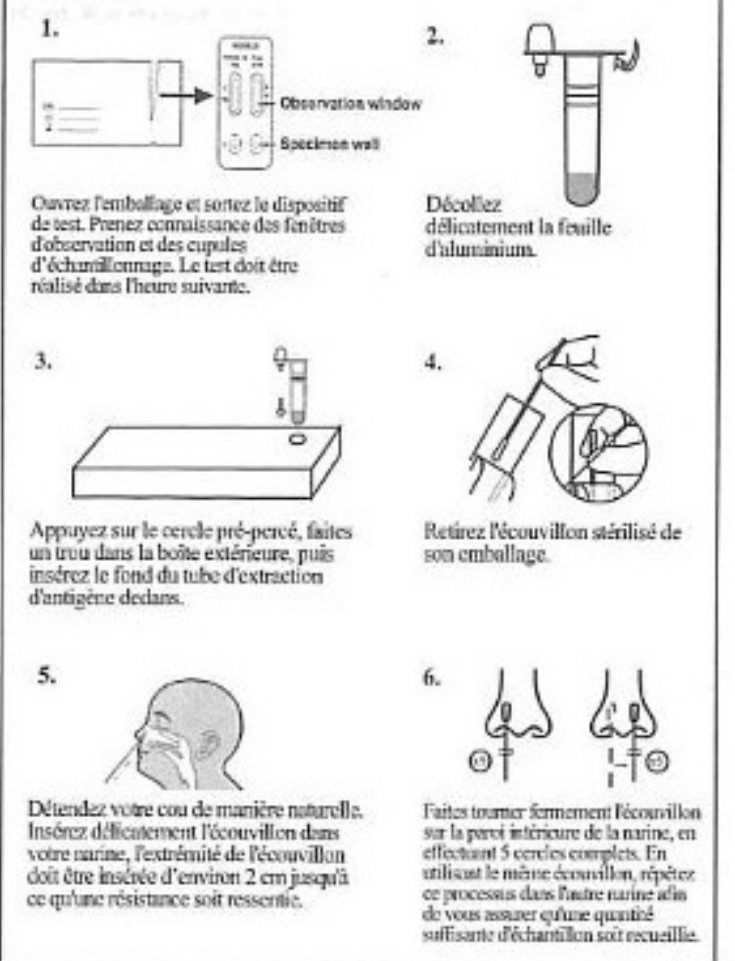 1.
Observation window
Specimen wall
Ouvrez l'emballage et sortez le dispositif
de test. Prenez connaissance des fenêtres
d'observation et des cupules
d'échantillonnage. Le test doit être
réalisé dans l'heure suivante.
2.
Décollez
délicatement la feuille
d'aluminium.
3.
Appuyez sur le cercle pré-percé, faites
un trou dans la boîte extérieure, puis
insérez le fond du tube d'extraction
d'antigène dedans.
4.
Retirez l'écouvillon stérilisé de
son emballage.
5.
Détendez votre cou de manière naturelle.
Insérez délicatement l'écouvillon dans
votre narine, l'extrémité de l'écouvillon
doit être insérée d'environ 2 cm jusqu'à
ce qu'une résistance soit ressentie.
6.
x5
x5
Faites tourner fermement l'écouvillon
sur la paroi intérieure de la narine, en
effectuant 5 cercles complets. En
utilisant le même écouvillon, répétez
ce processus dans l'autre narine afin
de vous assurer qu'une quantité
suffisante d'échantillon soit recueillie.